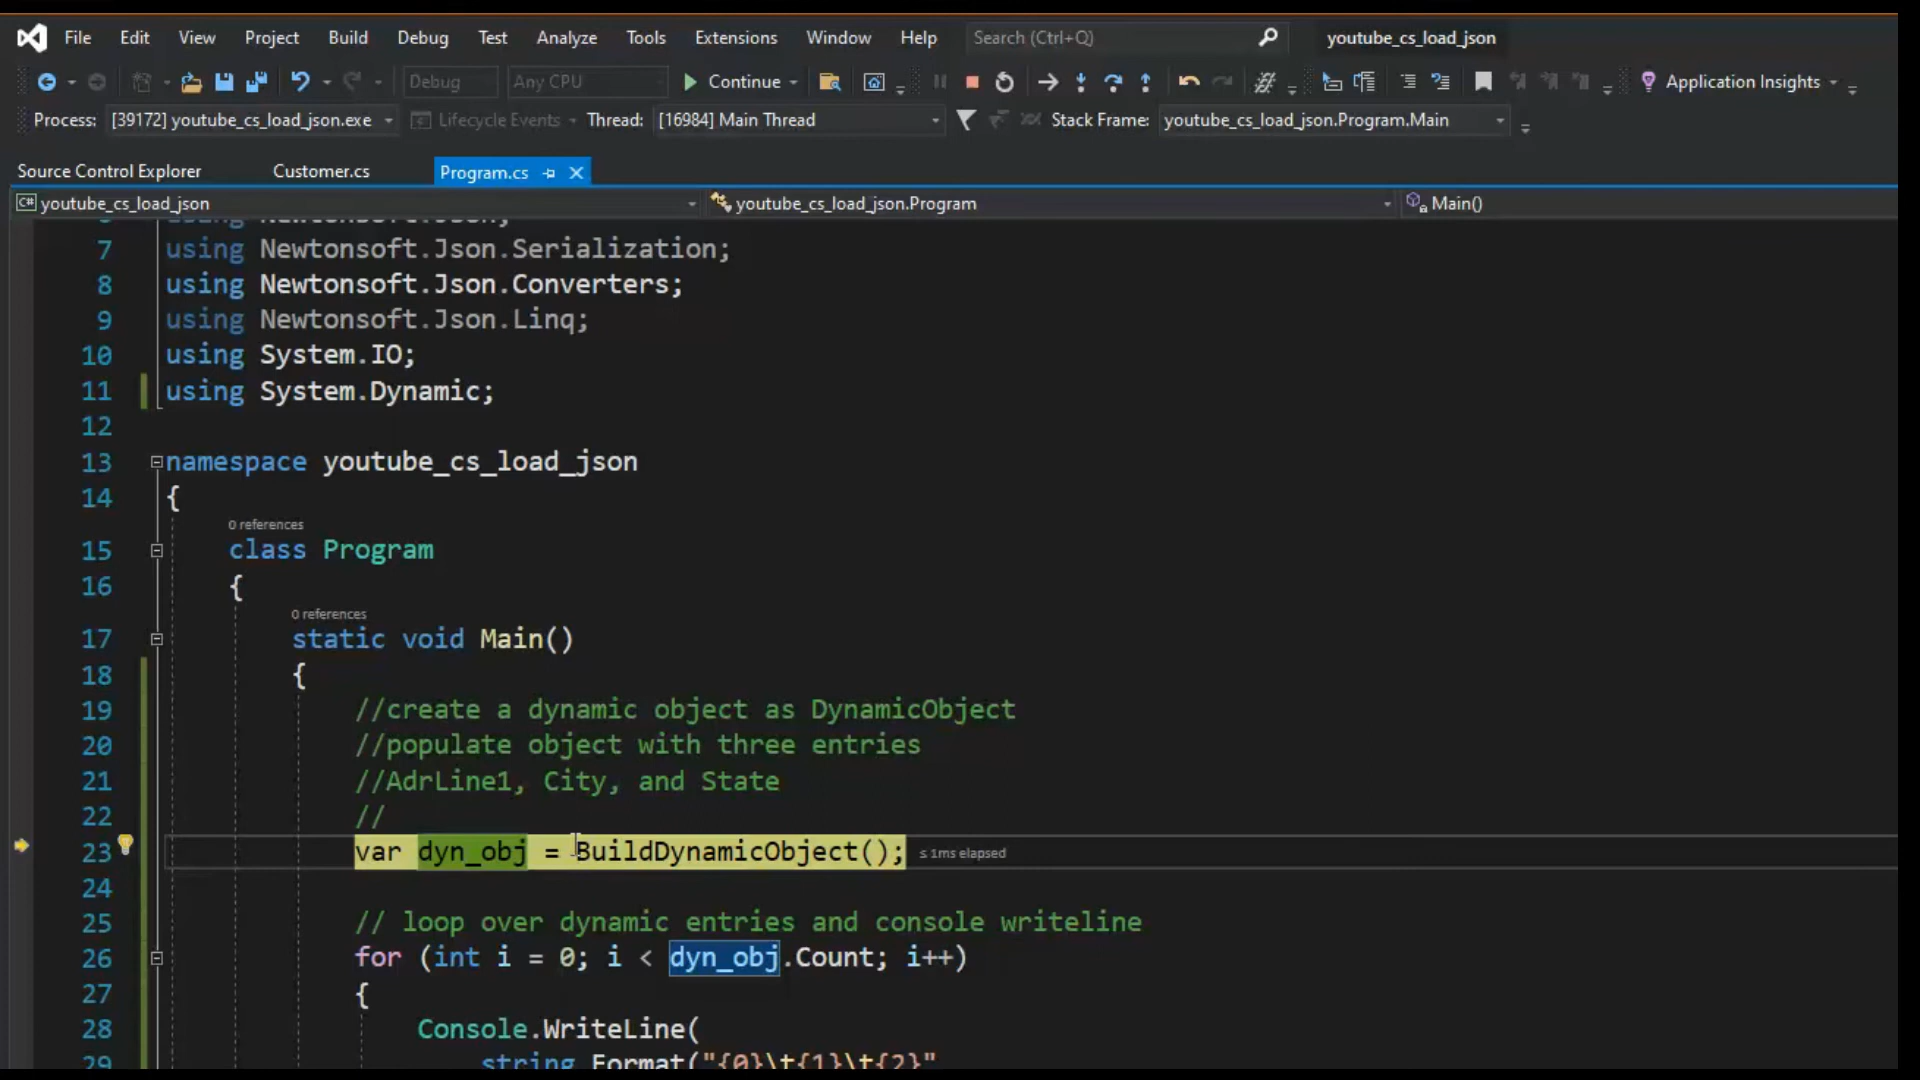 File Edit View Project Build Debug Test Analyze Tools Extensions Window Help Search (Ctrl+Q) youtube_cs_load_json
Debug Any CPU Continue Application Insights
Process: [39172] youtube_cs_load_json.exe Lifecycle Events Thread: [16984] Main Thread Stack Frame: youtube_cs_load_json.Program.Main
Source Control Explorer Customer.cs Program.cs
C# youtube_cs_load_json youtube_cs_load_json.Program Main()
7 using Newtonsoft.Json.Serialization;
8 using Newtonsoft.Json.Converters;
9 using Newtonsoft.Json.Linq;
10 using System.IO;
11 using System.Dynamic;
12
13 namespace youtube_cs_load_json
14 {
0 references
15 class Program
16 {
0 references
17 static void Main()
18 {
19 //create a dynamic object as DynamicObject
20 //populate object with three entries
21 //AdrLine1, City, and State
22 //
23 var dyn_obj = BuildDynamicObject(); ≤ 1ms elapsed
24
25 // loop over dynamic entries and console writeline
26 for (int i = 0; i < dyn_obj.Count; i++)
27 {
28 Console.WriteLine(
29 string.Format("{0}\t{1}\t{2}"